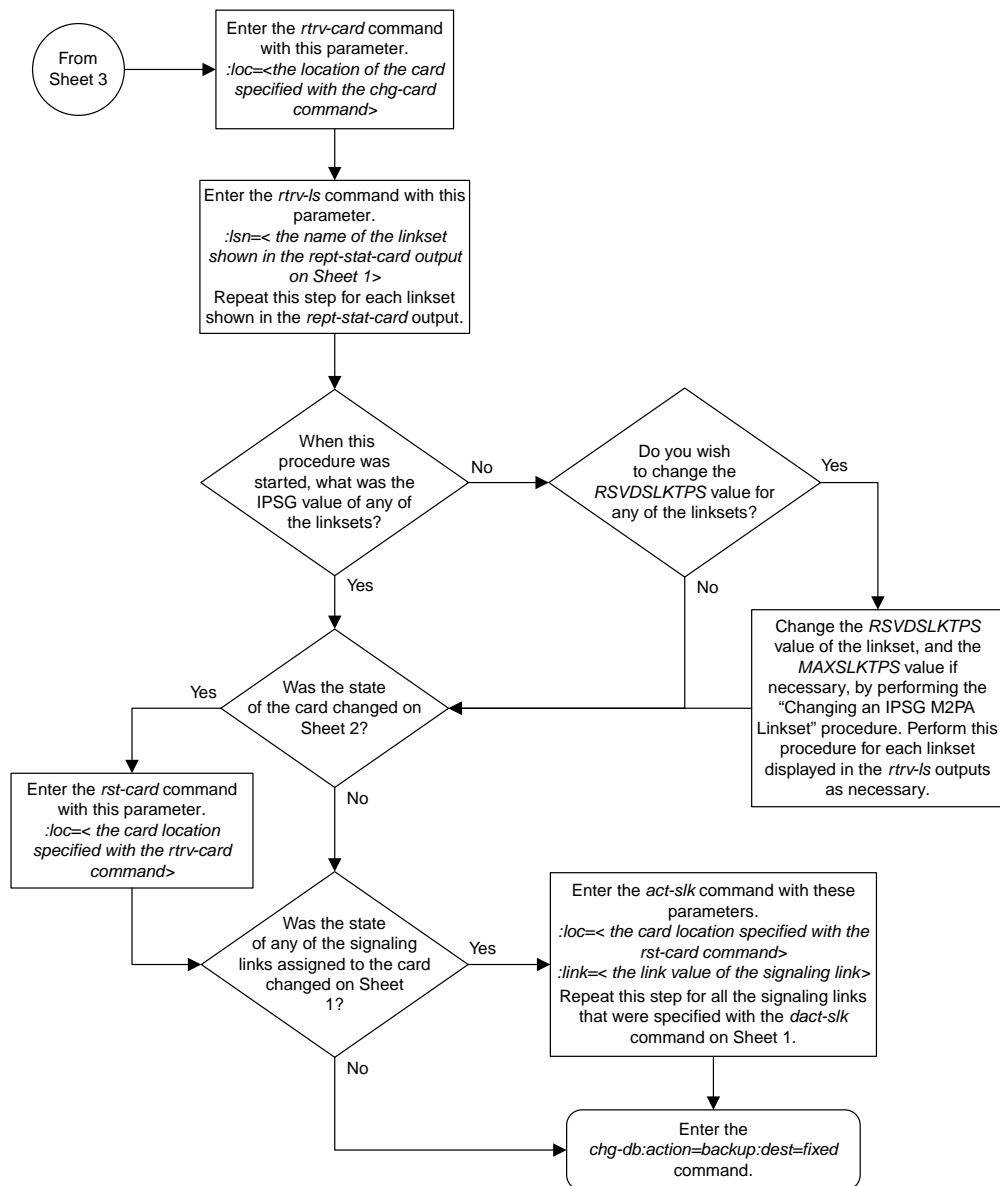 From
Sheet 3
Enter the rtrv-card command
with this parameter.
:loc=<the location of the card
specified with the chg-card
command>
Enter the rtrv-ls command with this
parameter.
:lsn=< the name of the linkset
shown in the rept-stat-card output
on Sheet 1>
Repeat this step for each linkset
shown in the rept-stat-card output.
When this
procedure was
started, what was the
IPSG value of any of
the linksets?
No
Do you wish
to change the
RSVDSLKTPS value for
any of the linksets?
Yes
Yes
No
Change the RSVDSLKTPS
value of the linkset, and the
MAXSLKTPS value if
necessary, by performing the
“Changing an IPSG M2PA
Linkset” procedure. Perform this
procedure for each linkset
displayed in the rtrv-ls outputs
as necessary.
Was the state
of the card changed on
Sheet 2?
Yes
No
Enter the rst-card command
with this parameter.
:loc=< the card location
specified with the rtrv-card
command>
Was the state
of any of the signaling
links assigned to the card
changed on Sheet
1?
Yes
No
Enter the act-slk command with these
parameters.
:loc=< the card location specified with the
rst-card command>
:link=< the link value of the signaling link>
Repeat this step for all the signaling links
that were specified with the dact-slk
command on Sheet 1.
Enter the
chg-db:action=backup:dest=fixed
command.